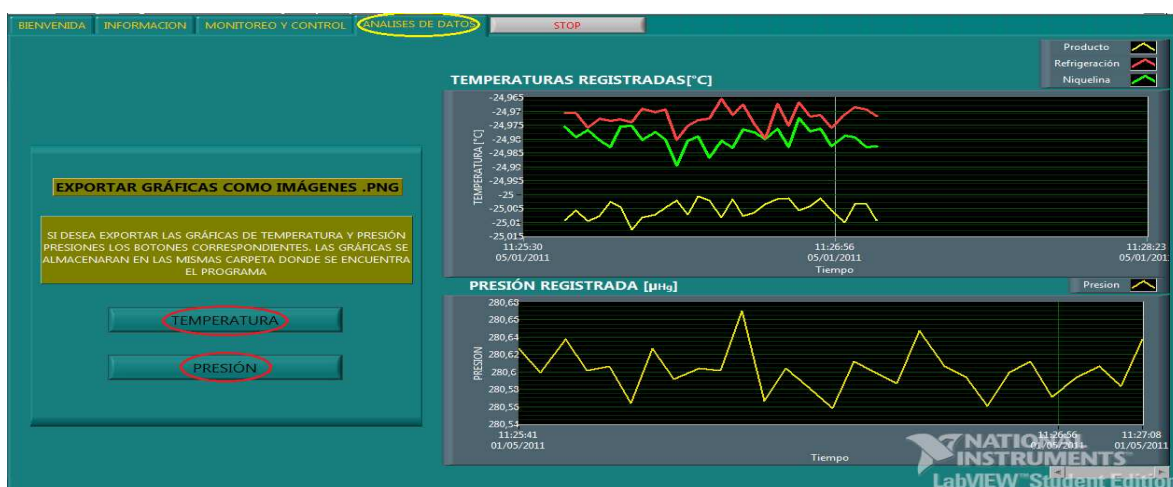 BIENVENIDA INFORMACION MONITOREO Y CONTROL ANALISES DE DATOS STOP
Producto
Refrigeración
Niquelina
TEMPERATURAS REGISTRADAS[°C]
-24,965
-24,97
-24,975
-24,98
-24,985
-24,99
-24,995
-25
-25,005
-25,01
-25,015
TEMPERATURA [°C]
11:25:30 11:26:56 11:28:23
05/01/2011 05/01/2011 05/01/201
Tiempo
EXPORTAR GRÁFICAS COMO IMÁGENES .PNG
SI DESEA EXPORTAR LAS GRÁFICAS DE TEMPERATURA Y PRESIÓN
PRESIONES LOS BOTONES CORRESPONDIENTES. LAS GRÁFICAS SE
ALMACENARAN EN LAS MISMAS CARPETA DONDE SE ENCUENTRA
EL PROGRAMA
TEMPERATURA
PRESIÓN
PRESIÓN REGISTRADA [µHg]
Presion
280,65
280,64
280,62
280,6
280,54
PRESION
11:25:41 11:26:56 11:27:08
01/05/2011 01/05/2011 01/05/2011
Tiempo
NATIONAL
INSTRUMENTS
LabVIEW Student Edition